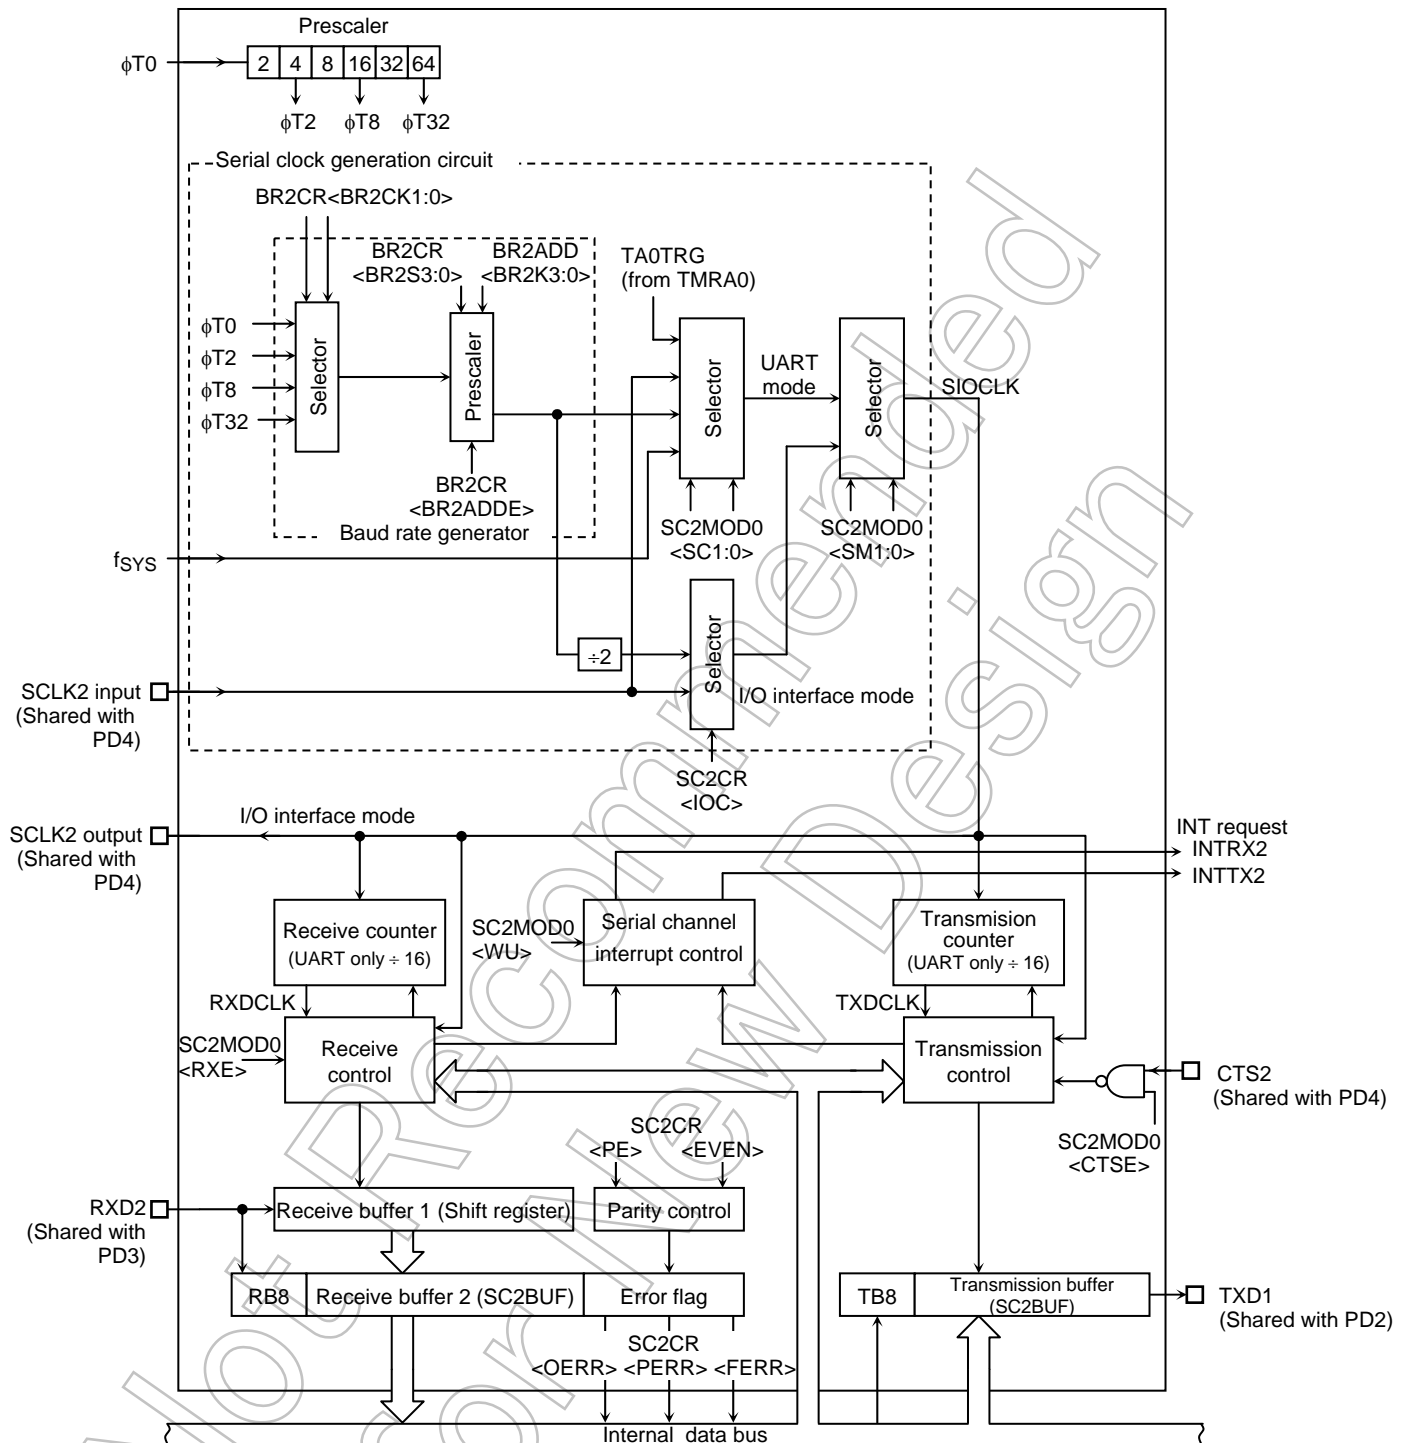 Prescaler
ϕT0
2 4 8 16 32 64
ϕT2 ϕT8 ϕT32
Serial clock generation circuit
BR2CR<BR2CK1:0>
BR2CR
<BR2S3:0>
BR2ADD
<BR2K3:0>
TA0TRG
(from TMRA0)
ϕT0
ϕT2
ϕT8
ϕT32
Selector
Prescaler
Selector
UART
mode
Selector
SIOCLK
BR2CR
<BR2ADDE>
Baud rate generator
SC2MOD0
<SC1:0>
SC2MOD0
<SM1:0>
fSYS
÷2
Selector
I/O interface mode
SCLK2 input
(Shared with
PD4)
SC2CR
<IOC>
I/O interface mode
SCLK2 output
(Shared with
PD4)
INT request
INTRX2
INTTX2
Receive counter
(UART only ÷ 16)
SC2MOD0
<WU>
Serial channel
interrupt control
Transmision
counter
(UART only ÷ 16)
RXDCLK
TXDCLK
SC2MOD0
<RXE>
Receive
control
Transmission
control
CTS2
(Shared with PD4)
SC2MOD0
<CTSE>
SC2CR
<PE>
<EVEN>
RXD2
(Shared with
PD3)
Receive buffer 1 (Shift register)
Parity control
RB8
Receive buffer 2 (SC2BUF)
Error flag
TB8
Transmission buffer
(SC2BUF)
TXD1
(Shared with PD2)
SC2CR
<OERR> <PERR> <FERR>
Internal data bus
Not Recommended
for New Design